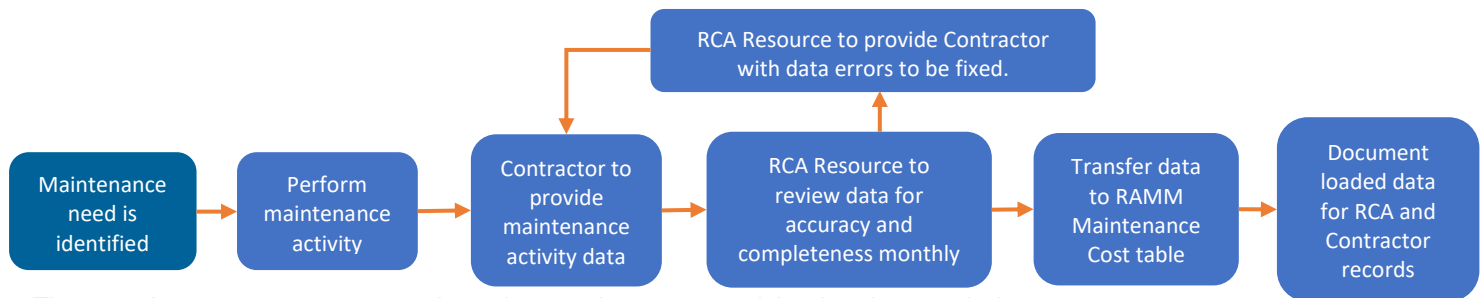 RCA Resource to provide Contractor
with data errors to be fixed.
Maintenance
need is
identified
Perform
maintenance
activity
Contractor to
provide
maintenance
activity data
RCA Resource to
review data for
accuracy and
completeness monthly
Transfer data
to RAMM
Maintenance
Cost table
Document
loaded data
for RCA and
Contractor
records